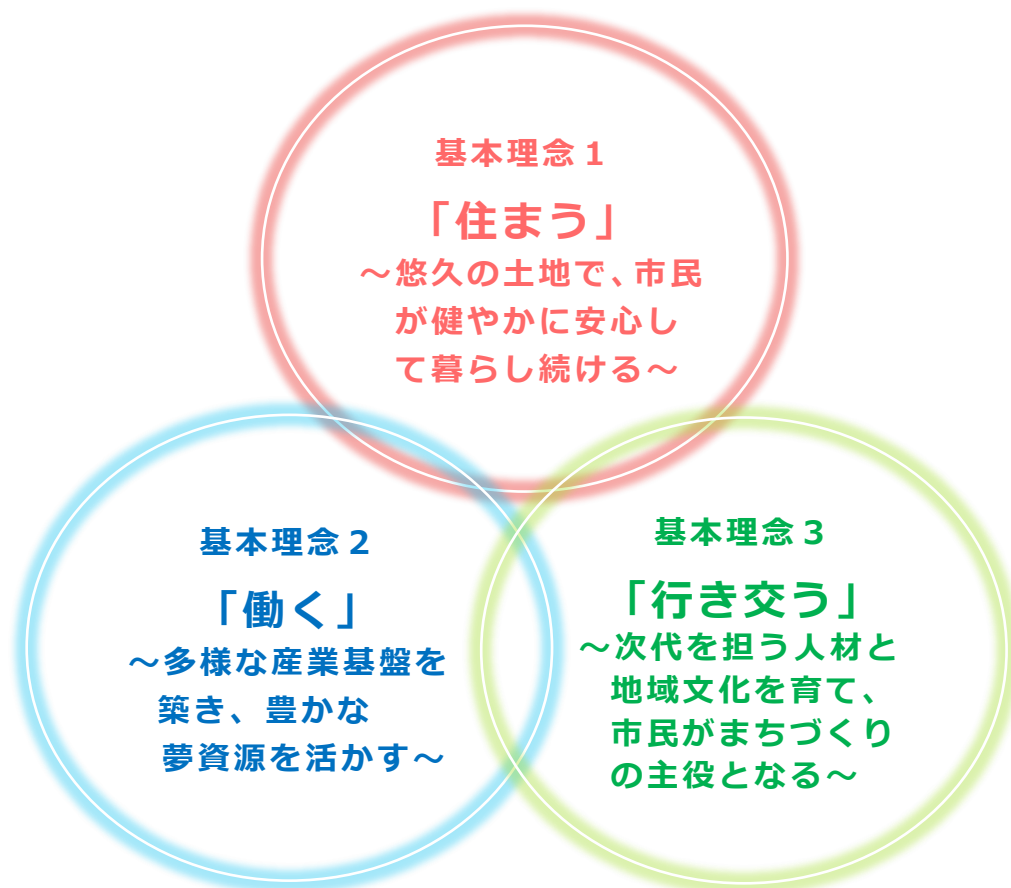 基本理念１
「住まう」
～悠久の土地で、市民
が健やかに安心し
て暮らし続ける～
基本理念２
「働く」
～多様な産業基盤を
築き、豊かな
夢資源を活かす～
基本理念３
「行き交う」
～次代を担う人材と
地域文化を育て、
市民がまちづくり
の主役となる～